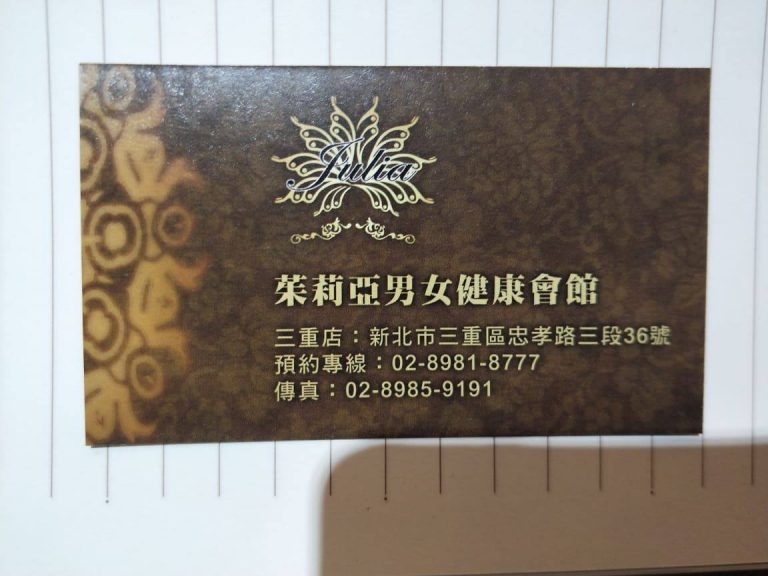 Julia
茱莉亞男女健康會館
三重店：新北市三重區忠孝路三段36號
預約專線：02-8981-8777
傳真：02-8985-9191